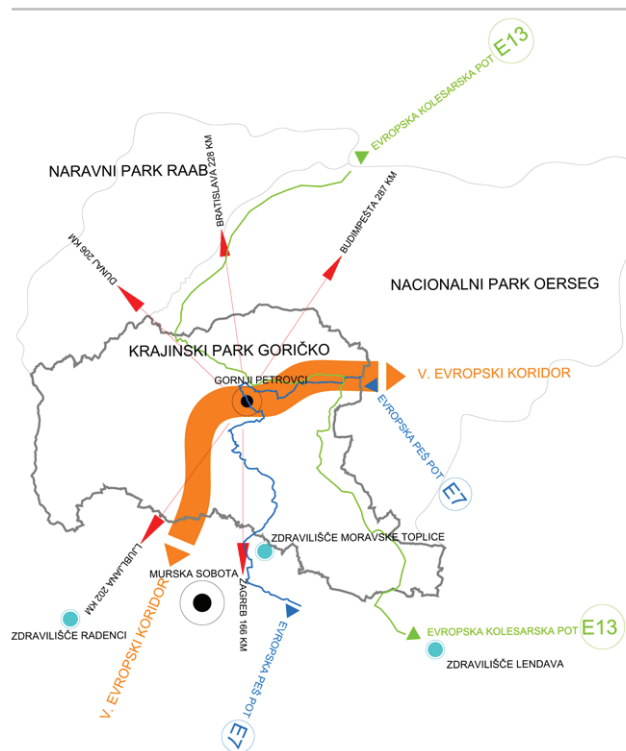 EVROPSKA KOLESARSKA POT E13
NARAVNI PARK RAAB
BRATISLAVA 228 KM
BUDIMPEŠTA 287 KM
DUNAJ 206 KM
NACIONALNI PARK OERSEG
KRAJINSKI PARK GORIČKO
GORNJI PETROVCI
V. EVROPSKI KORIDOR
EVROPSKA PEŠ POT E7
ZDRAVILIŠČE MORAVSKE TOPLICE
LJUBLJANA 202 KM
MURSKA SOBOTA
ZAGREB 166 KM
ZDRAVILIŠČE RADENCI
V. EVROPSKI KORIDOR
EVROPSKA PEŠ POT E7
EVROPSKA KOLESARSKA POT E13
ZDRAVILIŠČE LENDAVA